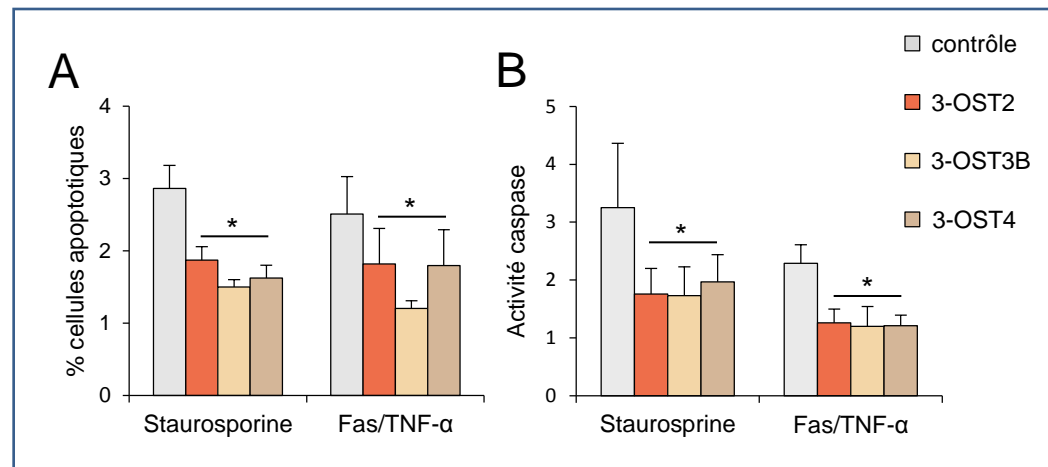 A
% cellules apoptotiques
4
3
2
1
0
*
*
Staurosporine
Fas/TNF-α
B
Activité caspase
5
4
3
2
1
0
*
*
Staurosprine
Fas/TNF-α
contrôle
3-OST2
3-OST3B
3-OST4